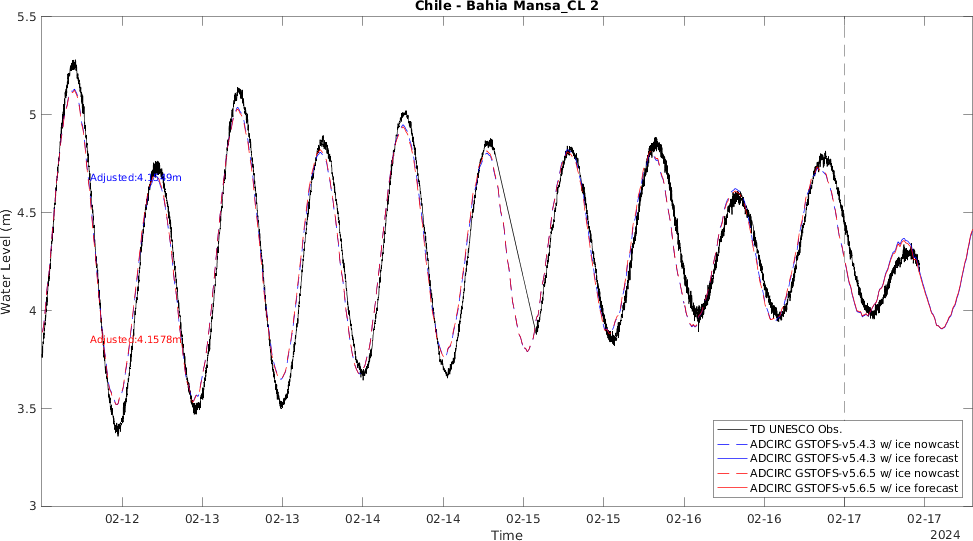 Chile - Bahia Mansa_CL 2
5.5
5
4.5
4
3.5
3
Water Level (m)
Adjusted:4.1549m
Adjusted:4.1578m
TD UNESCO Obs.
ADCIRC GSTOFS-v5.4.3 w/ ice nowcast
ADCIRC GSTOFS-v5.4.3 w/ ice forecast
ADCIRC GSTOFS-v5.6.5 w/ ice nowcast
ADCIRC GSTOFS-v5.6.5 w/ ice forecast
02-12 02-13 02-13 02-14 02-14 02-15 02-15 02-16 02-16 02-17 02-17
Time
2024